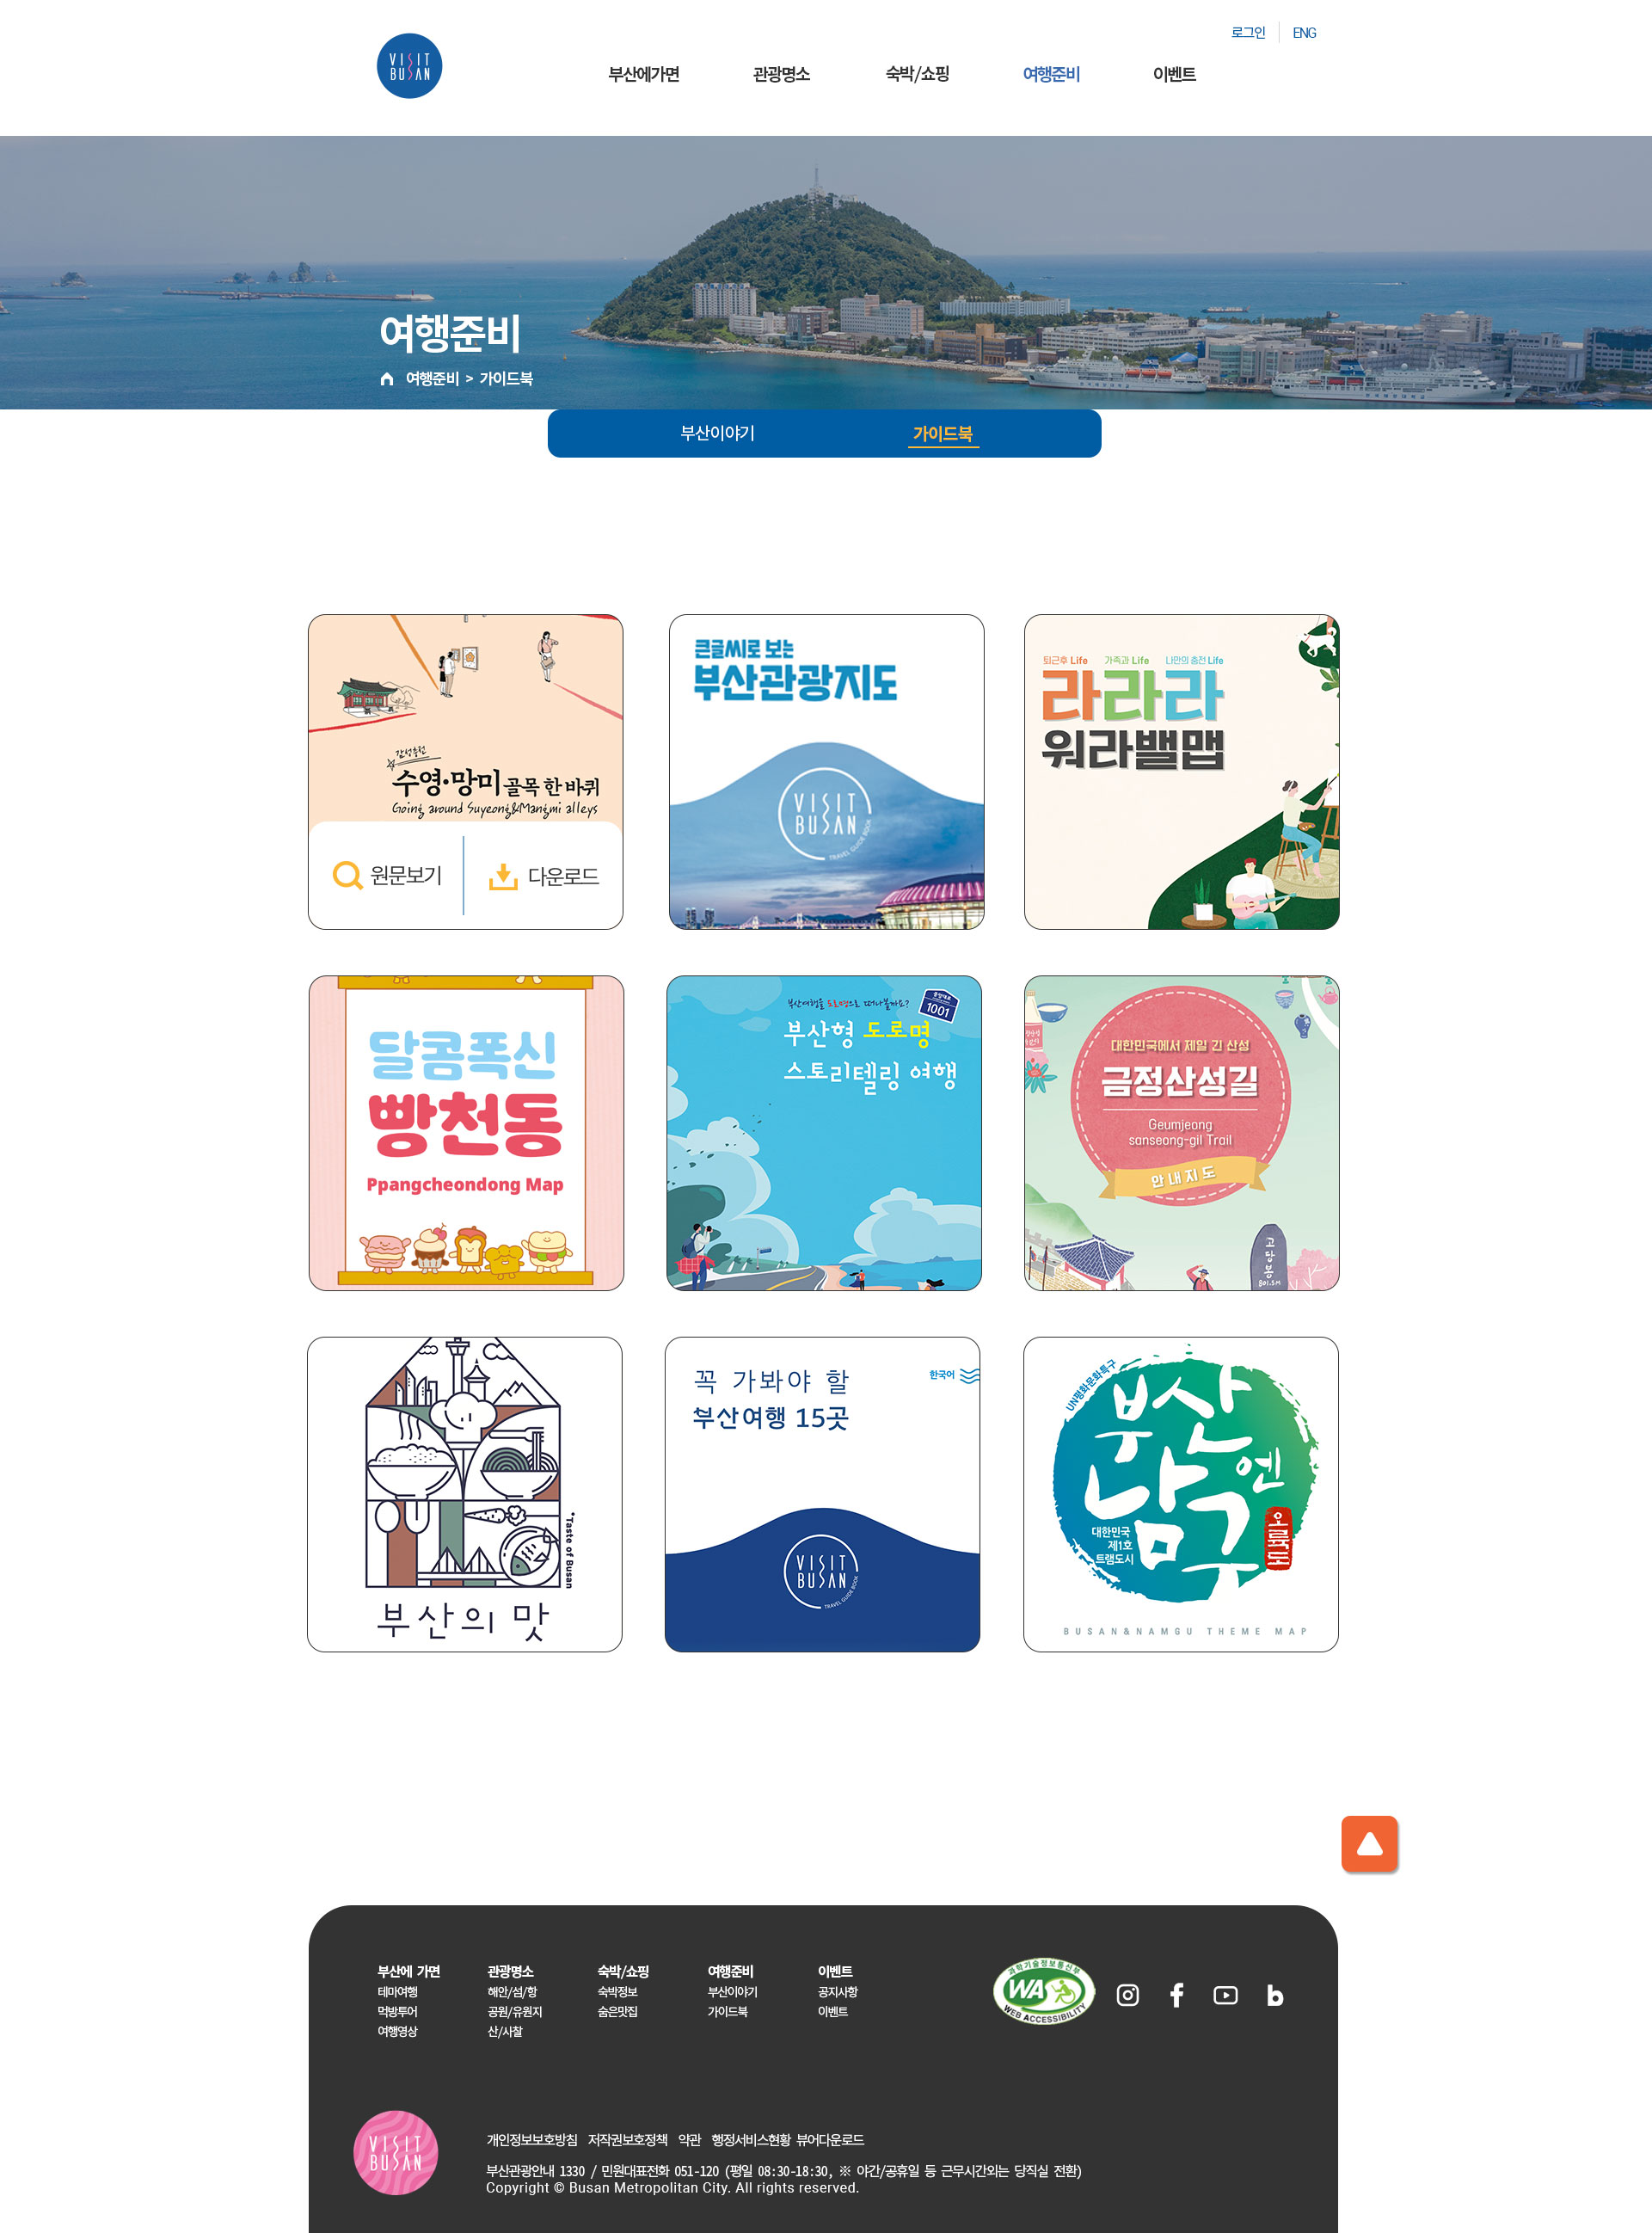 로그인
ENG
VISIT
BUSAN
부산에가면
관광명소
숙박/쇼핑
여행준비
이벤트
여행준비
여행준비 > 가이드북
부산이야기
가이드북
감성충전
수영·망미 골목 한 바퀴
Going around Suyeong&Mangmi alleys
원문보기
다운로드
큰글씨로 보는
부산관광지도
VISIT
BUSAN
TRAVEL GUIDE BOOK
퇴근후 Life
가족과 Life
나만의 충전 Life
라라라
워라밸맵
달콤폭신
빵천동
Ppangcheondong Map
부산여행을 도로명으로 떠나볼까요?
중앙대로
1001
부산형 도로명
스토리텔링 여행
대한민국에서 제일 긴 산성
금정산성길
Geumjeong
sanseong-gil Trail
안내지도
고당봉
801.5M
Taste of Busan
부산의 맛
꼭 가봐야 할
부산여행 15곳
한국어
VISIT
BUSAN
TRAVEL GUIDE BOOK
UN평화문화특구
부산
엔
남구
오륙도
대한민국
제1호
트램도시
BUSAN&NAMGU THEME MAP
부산에 가면
테마여행
먹방투어
여행영상
관광명소
해안/섬/항
공원/유원지
산/사찰
숙박/쇼핑
숙박정보
숨은맛집
여행준비
부산이야기
가이드북
이벤트
공지사항
이벤트
과학기술정보통신부
WA
WEB ACCESSIBILITY
VISIT
BUSAN
개인정보보호방침 저작권보호정책 약관 행정서비스현황 뷰어다운로드
부산관광안내 1330 / 민원대표전화 051-120 (평일 08:30-18:30, ※ 야간/공휴일 등 근무시간외는 당직실 전환)
Copyright © Busan Metropolitan City. All rights reserved.